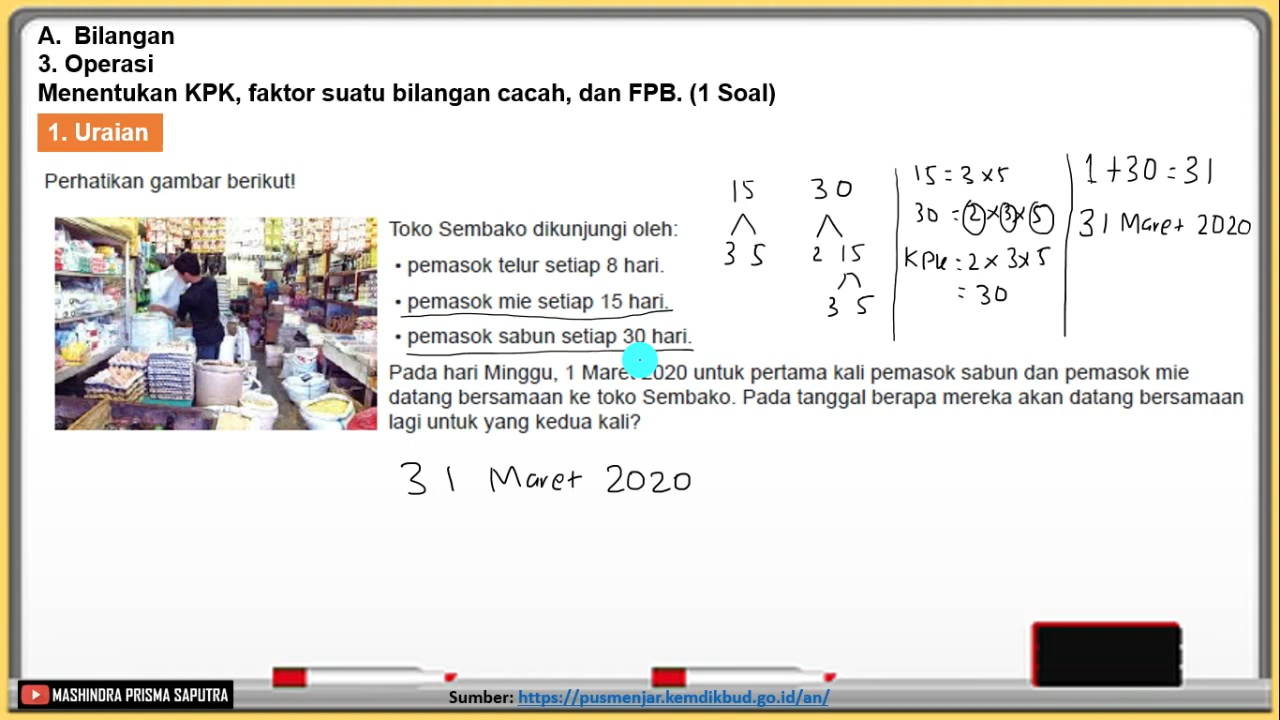 A. Bilangan
3. Operasi
Menentukan KPK, faktor suatu bilangan cacah, dan FPB. (1 Soal)
1. Uraian
Perhatikan gambar berikut!
Toko Sembako dikunjungi oleh:
• pemasok telur setiap 8 hari.
• pemasok mie setiap 15 hari.
• pemasok sabun setiap 30 hari.
Pada hari Minggu, 1 Maret 2020 untuk pertama kali pemasok sabun dan pemasok mie
datang bersamaan ke toko Sembako. Pada tanggal berapa mereka akan datang bersamaan
lagi untuk yang kedua kali?
31 Maret 2020
15 30
3 5 2 15
3 5
15 = 3 × 5
30 = 2 × 3 × 5
KPK = 2 × 3 × 5
= 30
1 + 30 = 31
31 Maret 2020
MASHINDRA PRISMA SAPUTRA
Sumber: https://pusmenjar.kemdikbud.go.id/an/